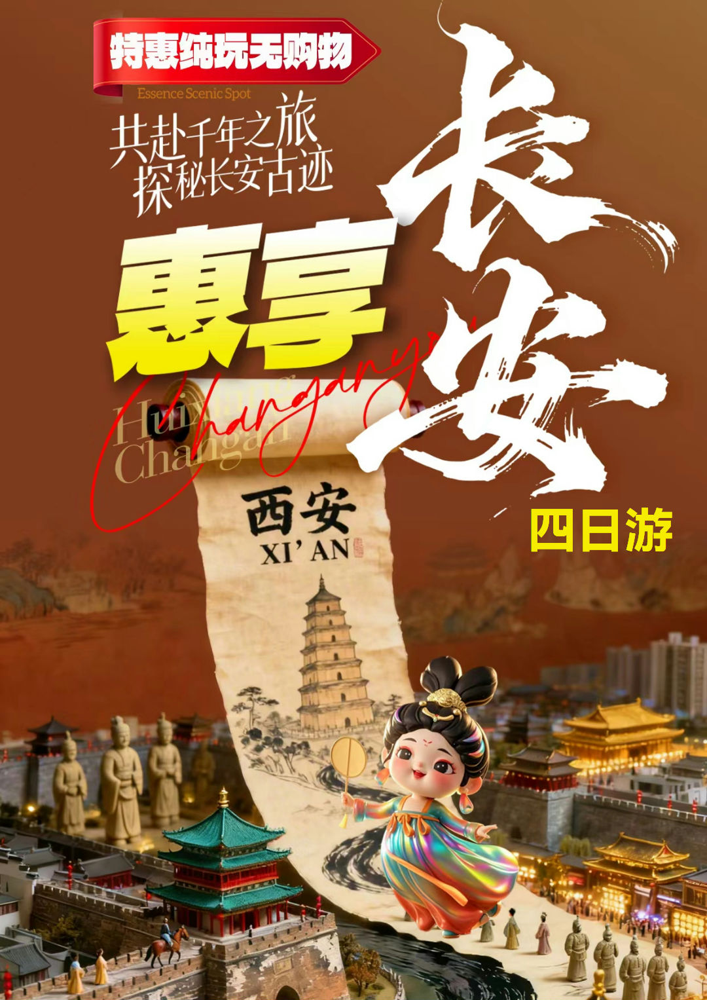 特惠纯玩无购物
Essence Scenic Spot
共赴千年之旅
探秘长安古迹
长安
惠享
Huixiang
Changan
四日游
西安
XI'AN